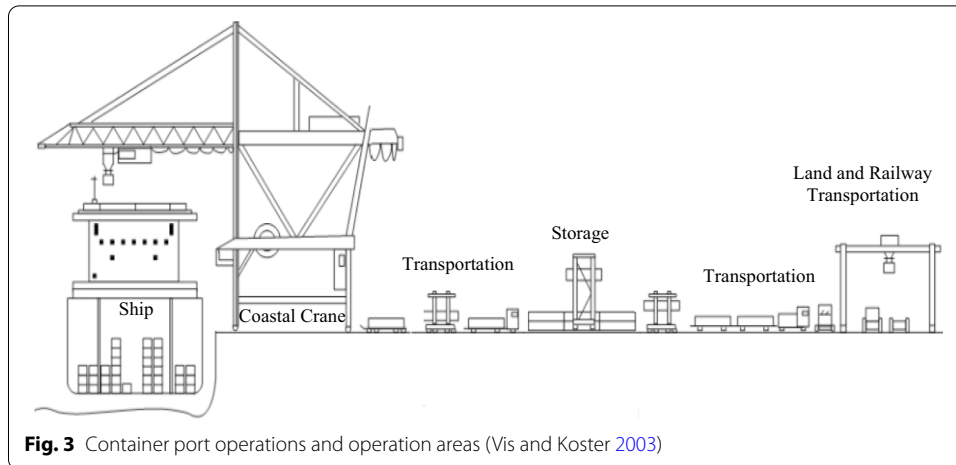 Land and Railway
Transportation
Storage
Transportation
Transportation
Ship
Coastal Crane
Fig. 3 Container port operations and operation areas (Vis and Koster 2003)